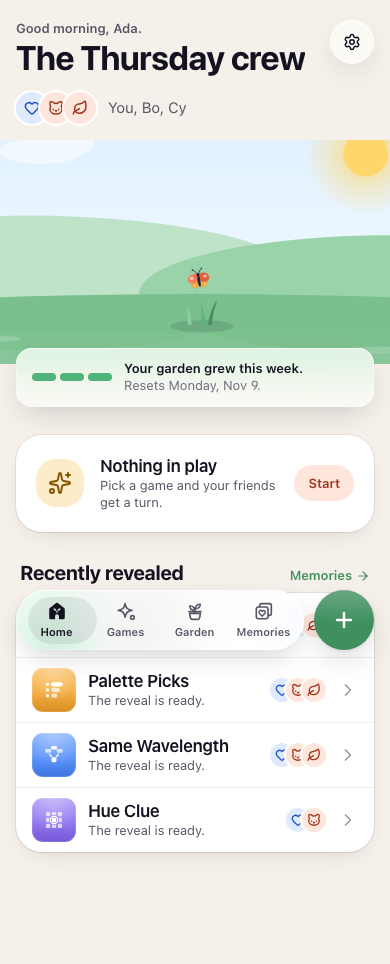 Good morning, Ada.
The Thursday crew
You, Bo, Cy
Your garden grew this week.
Resets Monday, Nov 9.
Nothing in play
Pick a game and your friends
get a turn.
Start
Recently revealed
Memories
Home
Games
Garden
Memories
Palette Picks
The reveal is ready.
Same Wavelength
The reveal is ready.
Hue Clue
The reveal is ready.